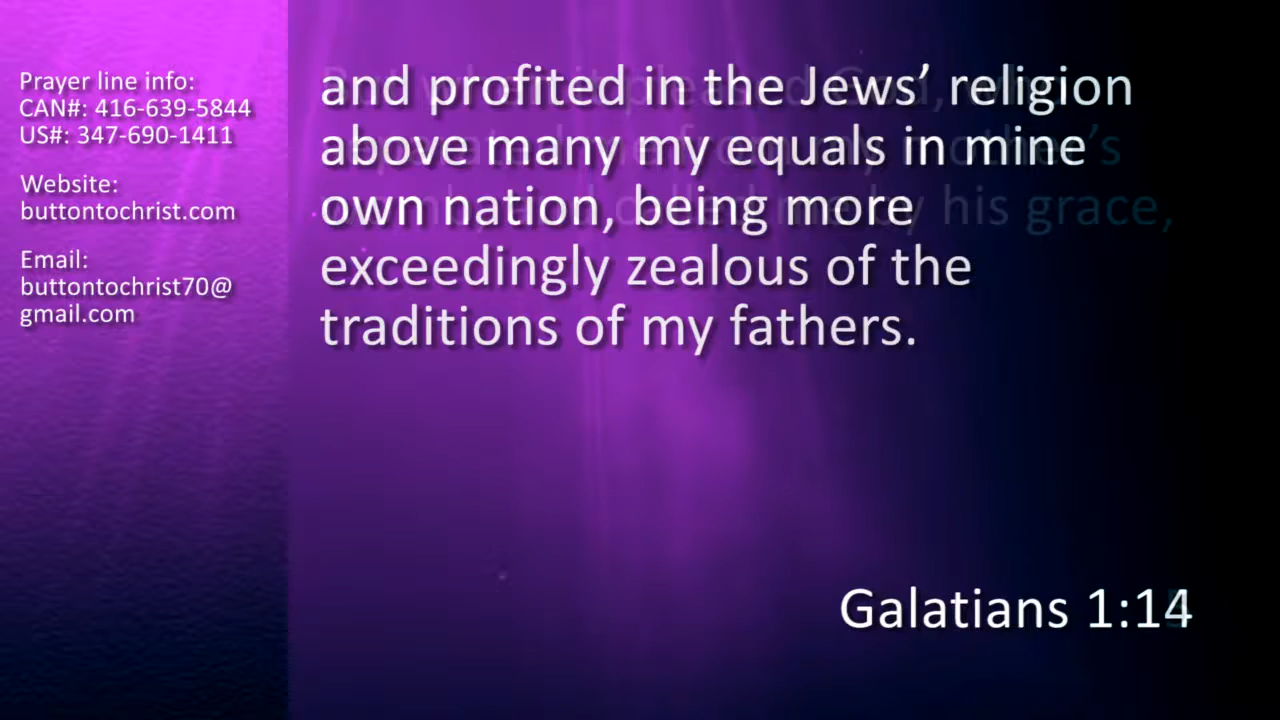 Prayer line info:
CAN#: 416-639-5844
US#: 347-690-1411
Website:
buttontochrist.com
Email:
buttontochrist70@
gmail.com
and profited in the Jews’ religion
above many my equals in mine
own nation, being more
exceedingly zealous of the
traditions of my fathers.
his grace,
Galatians 1:14